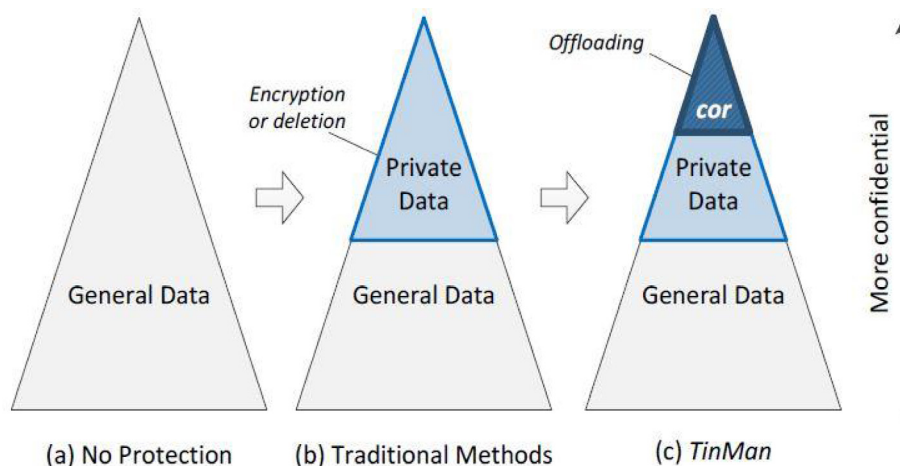 Encryption
or deletion
Offloading
cor
Private
Data
Private
Data
General Data
General Data
General Data
More confidential
(a) No Protection
(b) Traditional Methods
(c) TinMan